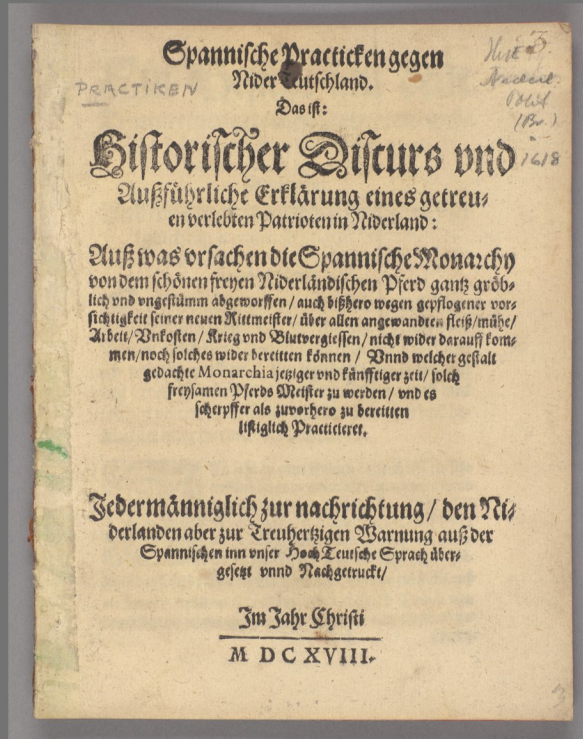 Spannische Practicken gegen
Nider Teutschland.
PRACTIKEN
Das ist:
Historischer Discurs vnd
1618
Außführliche Erklärung eines getreu-
en verlebten Patrioten in Niderland:
Auß was vrsachen die Spannische Monarchy
von dem schönen freyen Niderländischen Pferd gantz gröb-
lich vnd vngestümm abgeworffen / auch bißhero wegen gepflogener vor-
sichtigkeit seiner neuen Rittmeister / über allen angewandten fleiß / mühe /
Arbeit / Vnkosten / Krieg vnd Blutvergiessen / nicht wider darauff kom-
men / noch solches wider bereitten können / Vnnd welcher gestalt
gedachte Monarchia jetziger vnd künfftiger zeit / solch
freysamen Pferds Meister zu werden / vnd es
scherpffer als zuvorhero zu bereitten
listiglich Practicieret.
Jedermänniglich zur nachrichtung / den Ni-
derlanden aber zur Treuhertzigen Warnung auß der
Spannischen inn vnser Hoch Teutsche Sprach über-
gesetzt vnnd Nachgetruckt /
Im Jahr Christi
M DC XVIII.